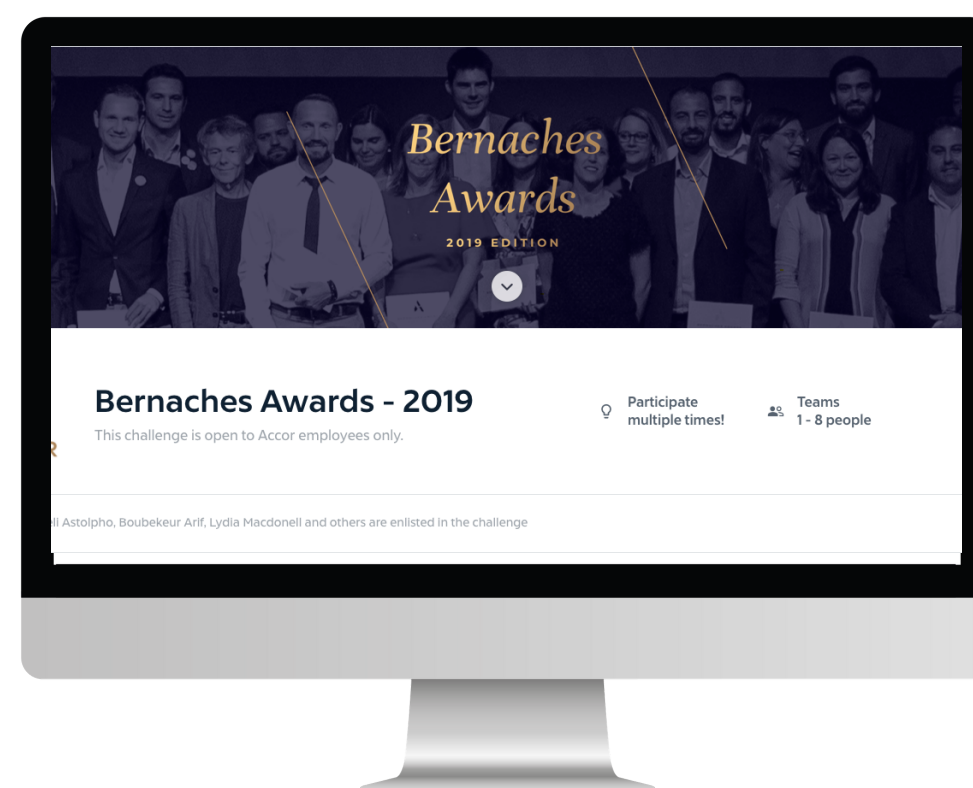 Bernaches
Awards
2019 EDITION
Bernaches Awards - 2019
This challenge is open to Accor employees only.
Participate
multiple times!
Teams
1 - 8 people
Astolpho, Boubekeur Arif, Lydia Macdonell and others are enlisted in the challenge